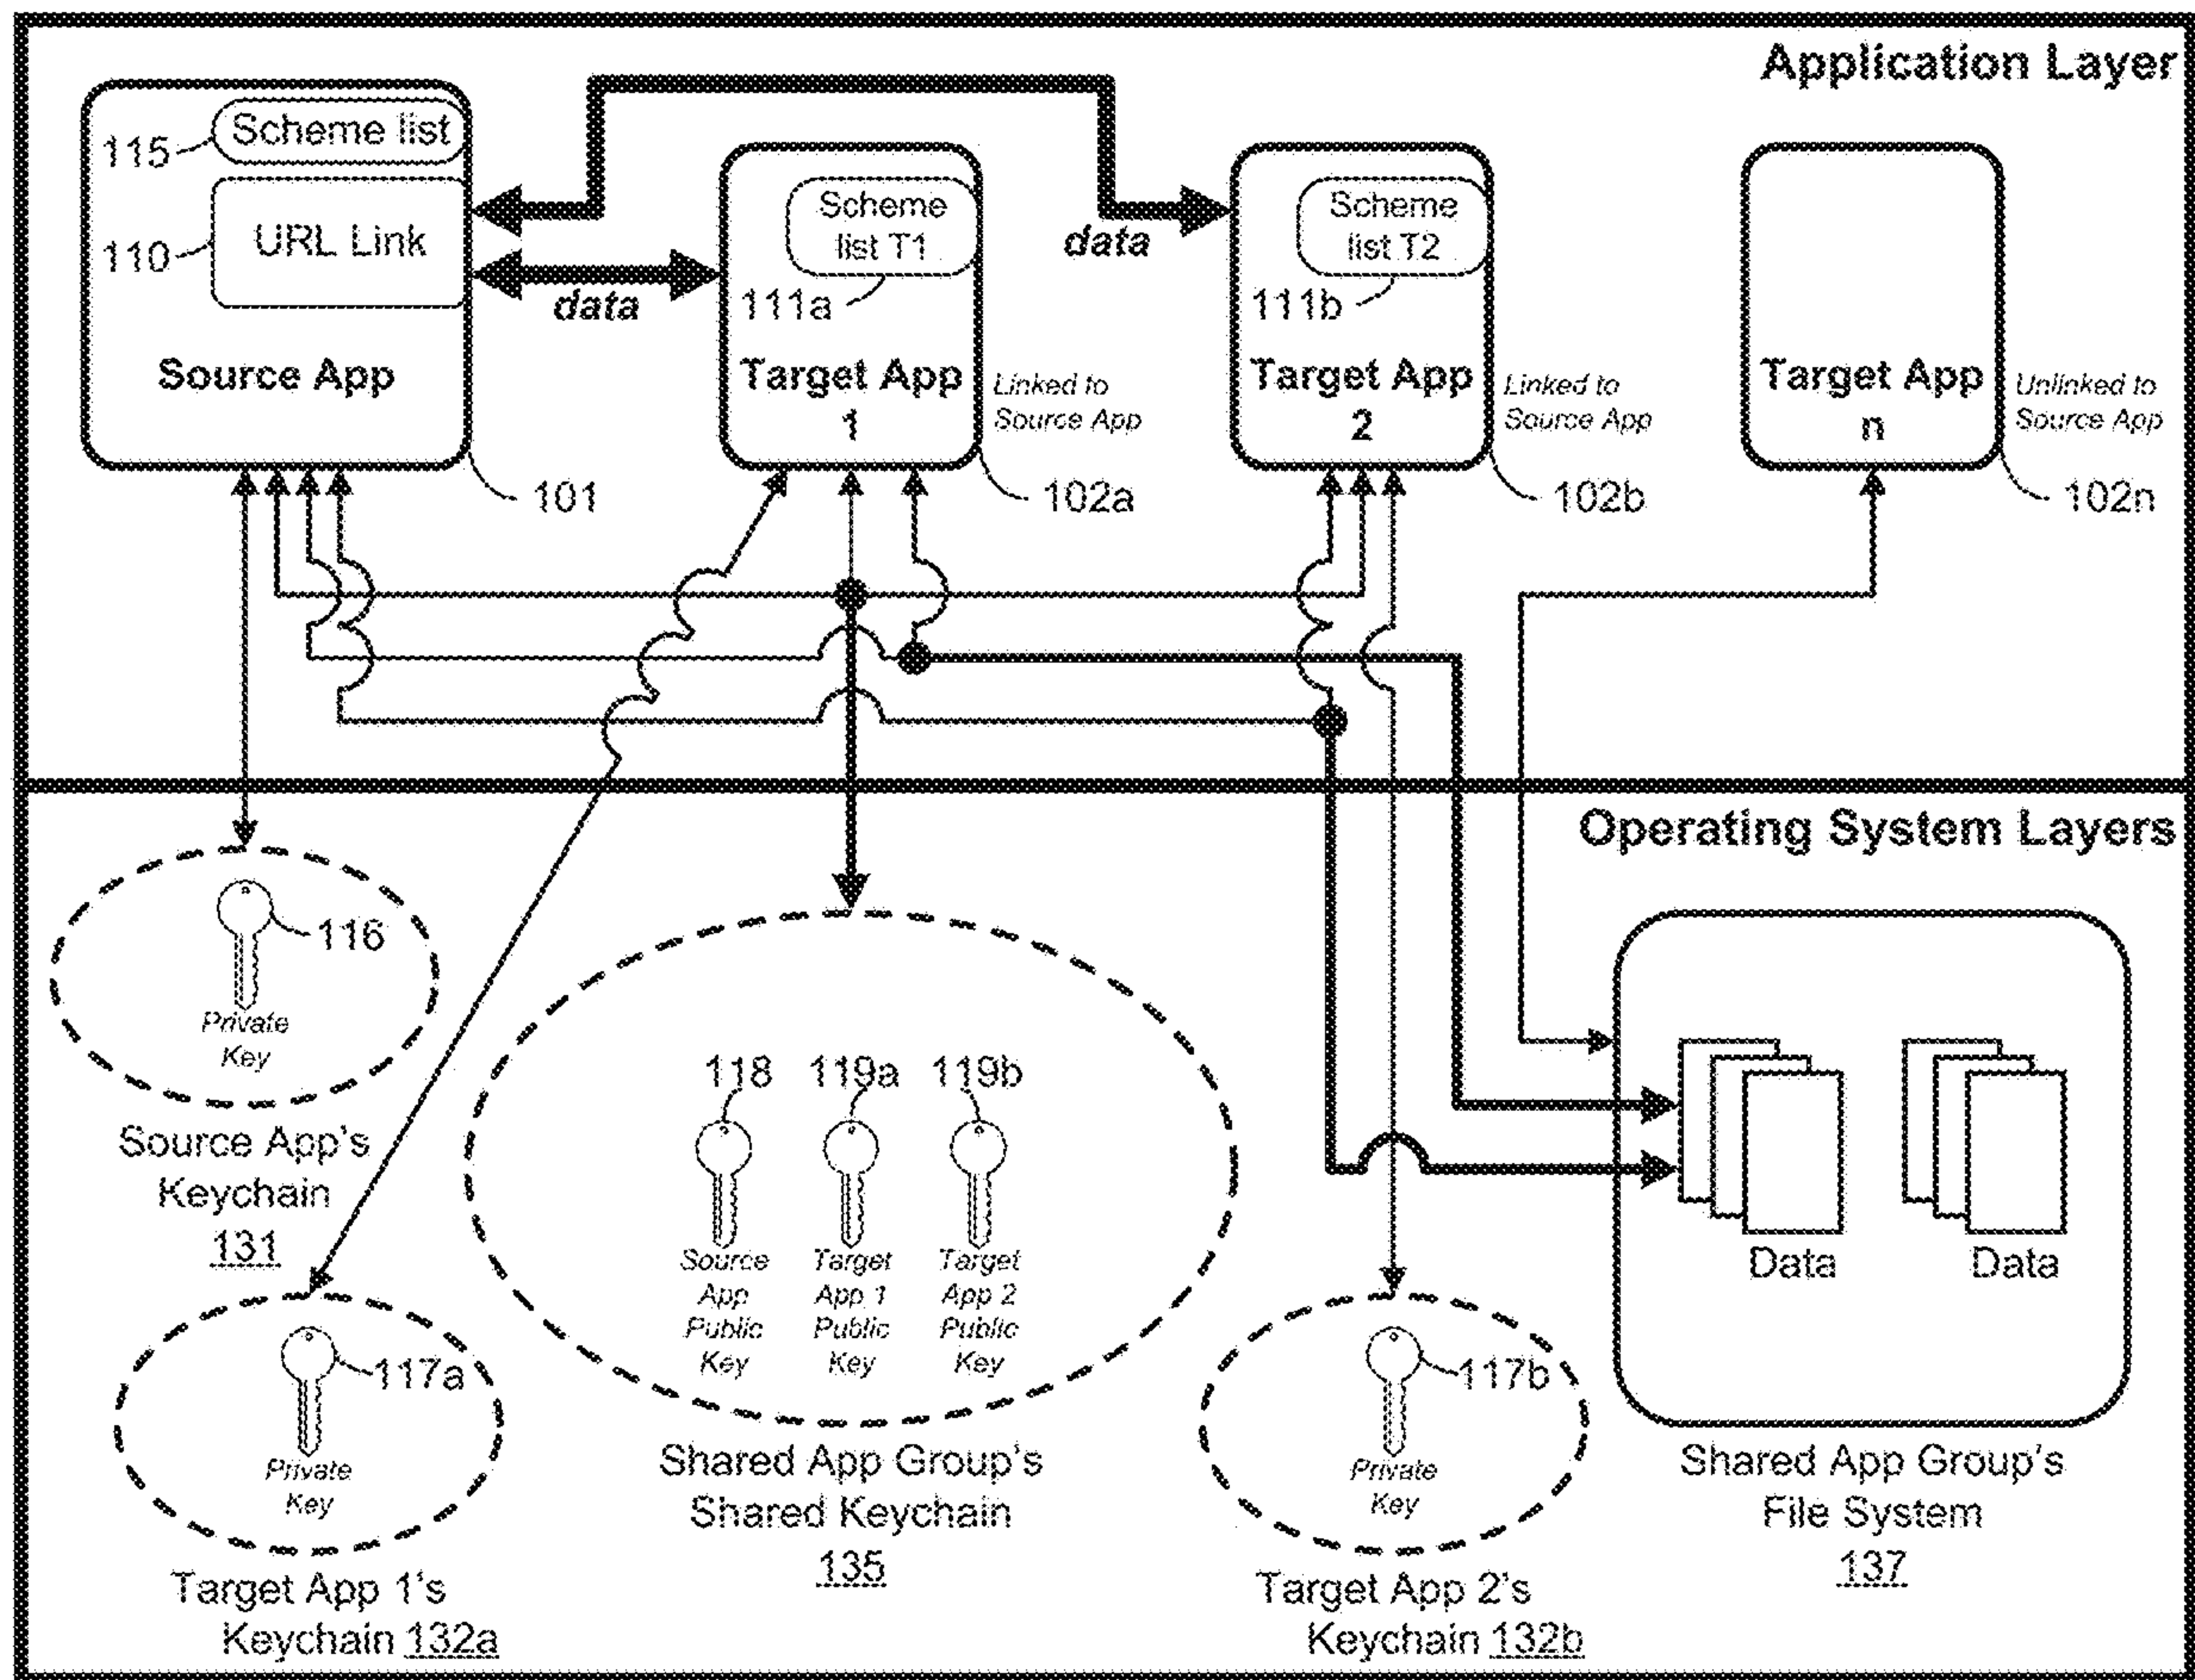 Application Layer
115
Scheme list
110
URL Link
Source App
101
data
Scheme
list T1
111a
Target App
1
Linked to
Source App
102a
data
Scheme
list T2
111b
Target App
2
Linked to
Source App
102b
Target App
n
Unlinked to
Source App
102n
Operating System Layers
116
Private
Key
Source App's
Keychain
131
117a
Private
Key
Target App 1's
Keychain 132a
118
119a
119b
Source
App
Public
Key
Target
App 1
Public
Key
Target
App 2
Public
Key
Shared App Group's
Shared Keychain
135
117b
Private
Key
Target App 2's
Keychain 132b
Data
Data
Shared App Group's
File System
137